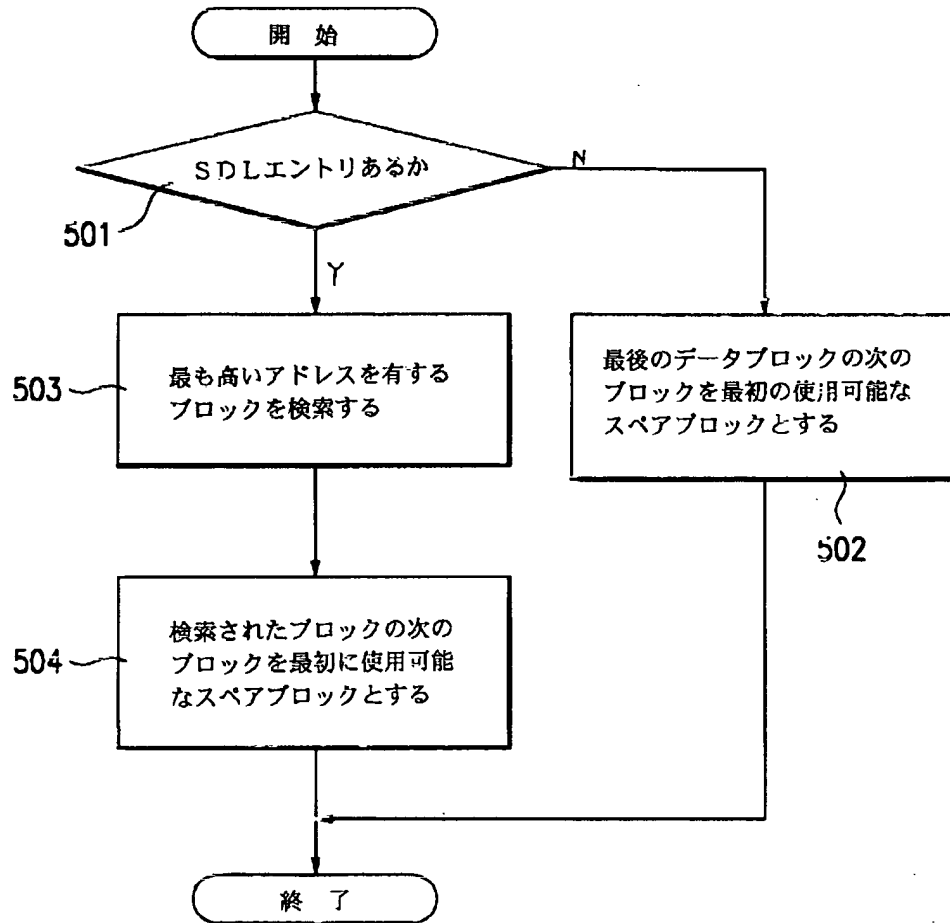 開 始
SDLエントリあるか
N
501
Y
503
最も高いアドレスを有する
ブロックを検索する
最後のデータブロックの次の
ブロックを最初の使用可能な
スペアブロックとする
502
504
検索されたブロックの次の
ブロックを最初に使用可能
なスペアブロックとする
終 了